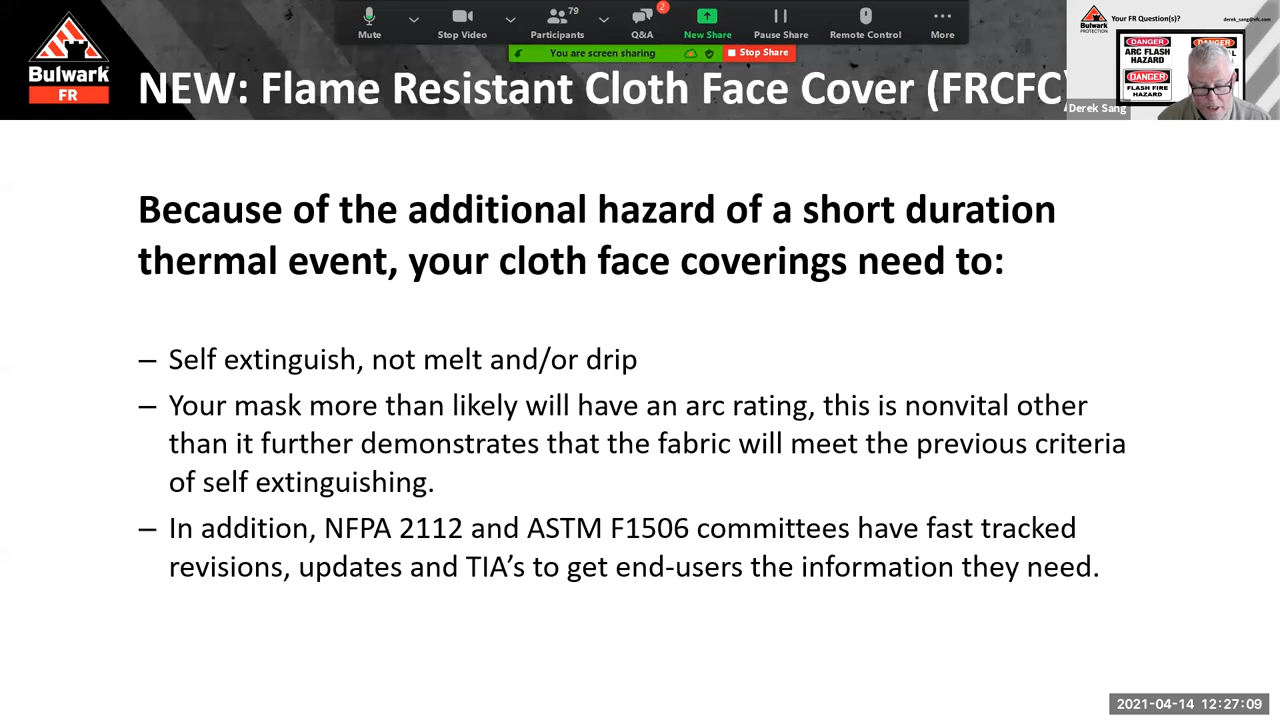 79
2
Mute
Stop Video
Participants
Q&A
New Share
Pause Share
Remote Control
More
You are screen sharing
Stop Share
Bulwark
FR
NEW: Flame Resistant Cloth Face Cover (FRCFC)
Bulwark
PROTECTION
Your FR Question(s)?
DANGER
ARC FLASH
HAZARD
DANGER
FLASH FIRE
HAZARD
DANGER
Derek Sang
Because of the additional hazard of a short duration
thermal event, your cloth face coverings need to:
– Self extinguish, not melt and/or drip
– Your mask more than likely will have an arc rating, this is nonvital other
than it further demonstrates that the fabric will meet the previous criteria
of self extinguishing.
– In addition, NFPA 2112 and ASTM F1506 committees have fast tracked
revisions, updates and TIA’s to get end-users the information they need.
2021-04-14 12:27:09